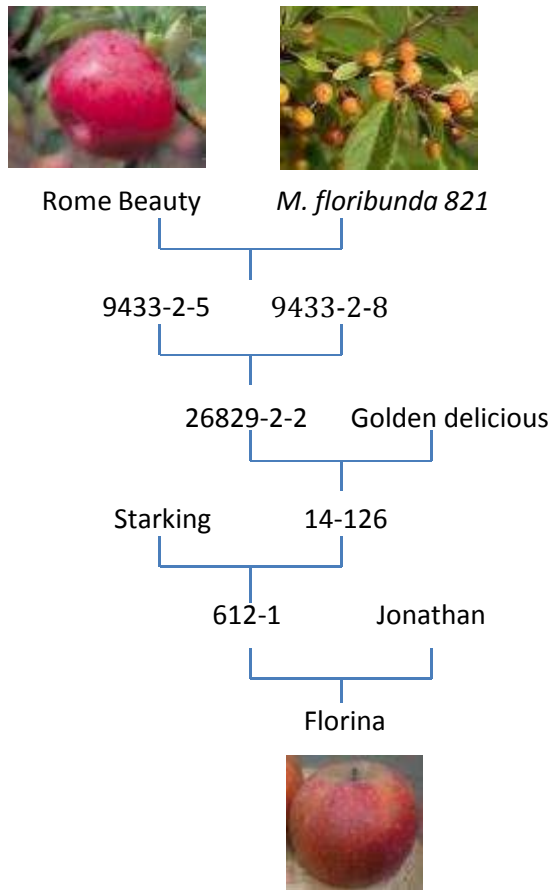 Rome Beauty M. floribunda 821
9433-2-5 9433-2-8
26829-2-2 Golden delicious
Starking 14-126
612-1 Jonathan
Florina